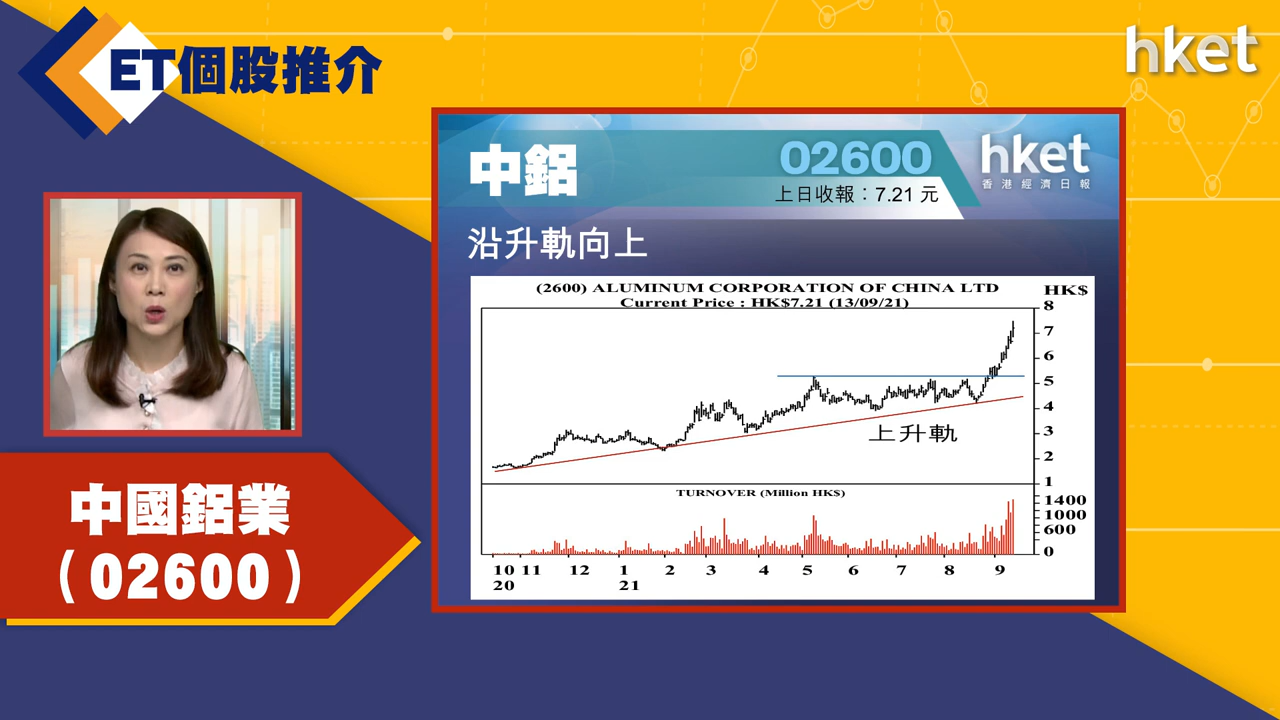 ET個股推介
hket
中鋁
02600
hket
香港經濟日報
上日收報：7.21 元
沿升軌向上
(2600) ALUMINUM CORPORATION OF CHINA LTD
Current Price : HK$7.21 (13/09/21)
HK$
8
7
6
5
4
3
2
1
上升軌
TURNOVER (Million HK$)
1400
1000
600
0
10 11 12 1 2 3 4 5 6 7 8 9
20 21
中國鋁業
（02600）